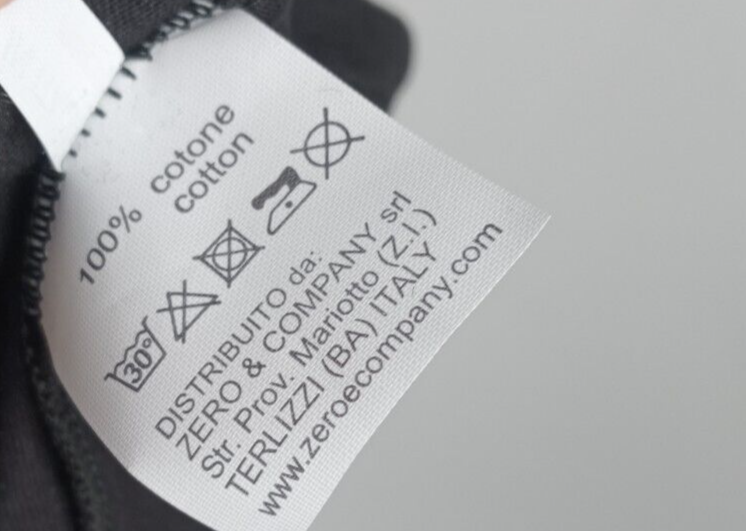 100% cotone
cotton
30°
DISTRIBUITO da:
ZERO & COMPANY srl
Str. Prov. Mariotto (Z.I.)
TERLIZZI (BA) ITALY
www.zeroecompany.com